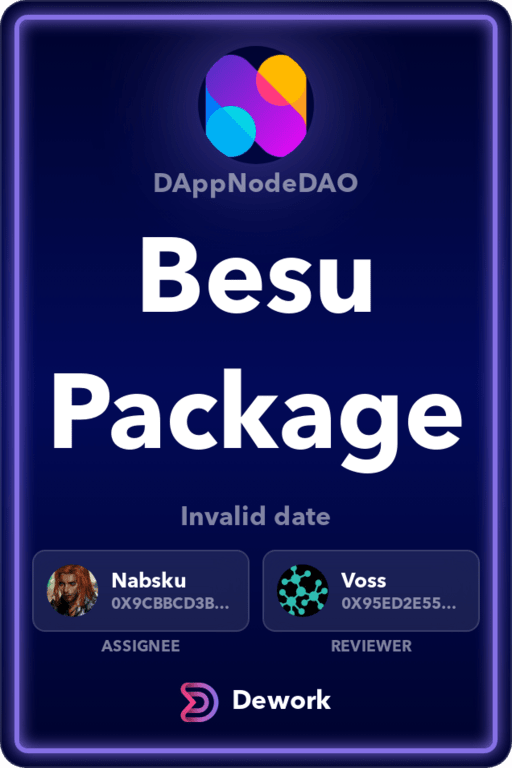 DAppNodeDAO
Besu
Package
Invalid date
Nabsku
0X9CBBCD3B...
ASSIGNEE
Voss
0X95ED2E55...
REVIEWER
Dework